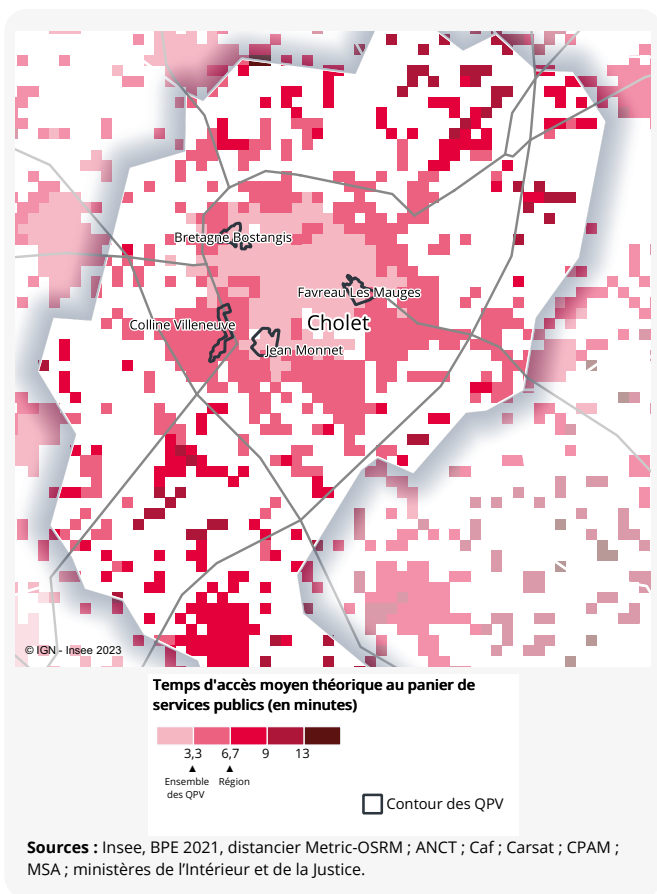 Bretagne Bostangis
Favreau Les Mauges
Colline Villeneuve
Cholet
Jean Monnet
© IGN - Insee 2023
Temps d'accès moyen théorique au panier de
services publics (en minutes)
3,3 6,7 9 13
Ensemble
des QPV
Région
Contour des QPV
Sources : Insee, BPE 2021, distancier Metric-OSRM ; ANCT ; Caf ; Carsat ; CPAM ;
MSA ; ministères de l’Intérieur et de la Justice.